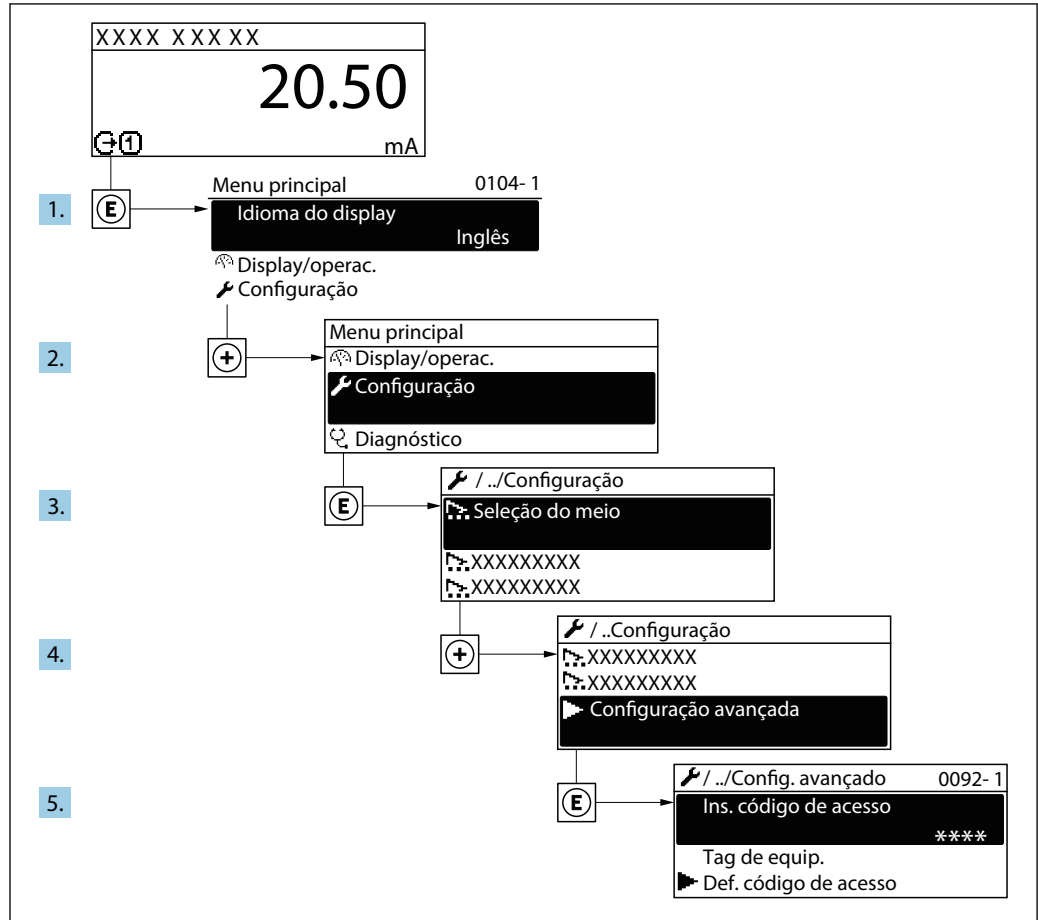 XXXX XXX XX
20.50
1
mA
1.
E
Menu principal 0104-1
Idioma do display
Inglês
Display/operac.
Configuração
2.
+
Menu principal
Display/operac.
Configuração
Diagnóstico
3.
E
/ ../Configuração
Seleção do meio
XXXXXXXXX
XXXXXXXXX
4.
+
/ ..Configuração
XXXXXXXXX
XXXXXXXXX
Configuração avançada
5.
E
/ ../Config. avançado 0092-1
Ins. código de acesso
****
Tag de equip.
Def. código de acesso